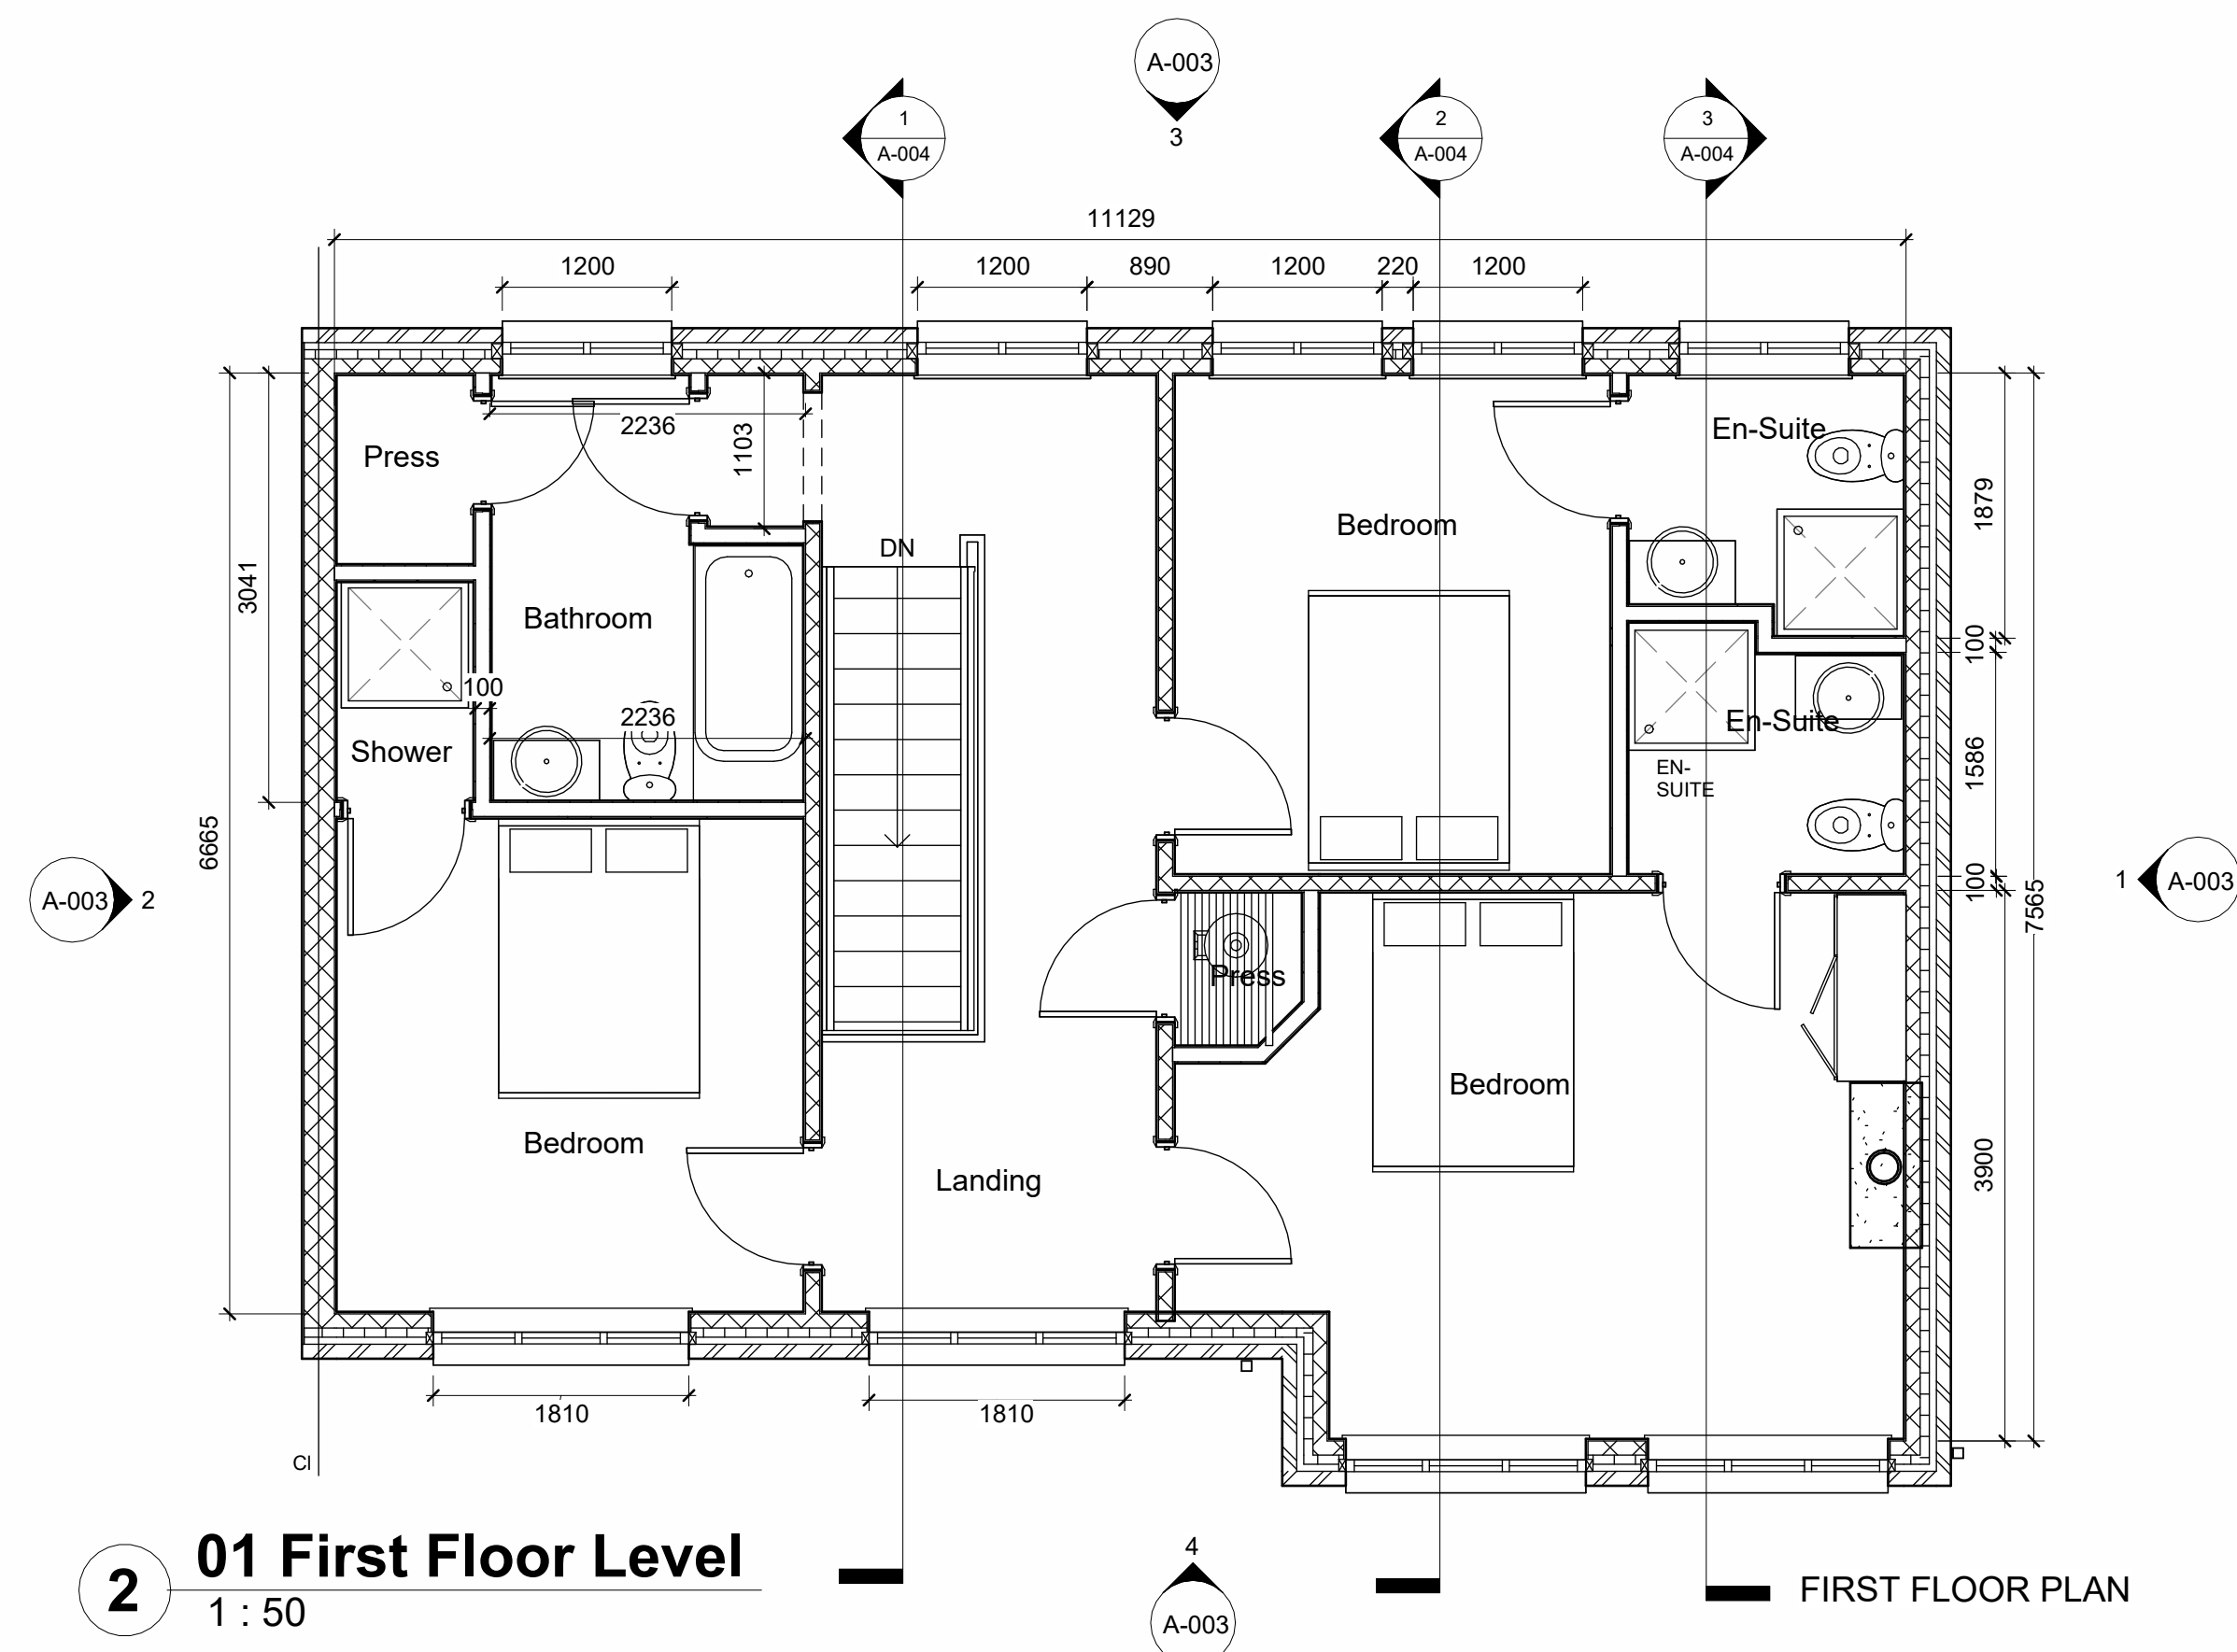 A-003
3
1
A-004
2
A-004
3
A-004
11129
1200
1200
890
1200
220
1200
2236
1103
Press
En-Suite
1879
Bedroom
DN
3041
Bathroom
100
100
2236
En-Suite
Shower
EN-
SUITE
1586
6665
A-003
2
100
7565
1
A-003
Press
Bedroom
Bedroom
Landing
3900
1810
1810
Cl
2
01 First Floor Level
1 : 50
4
A-003
FIRST FLOOR PLAN